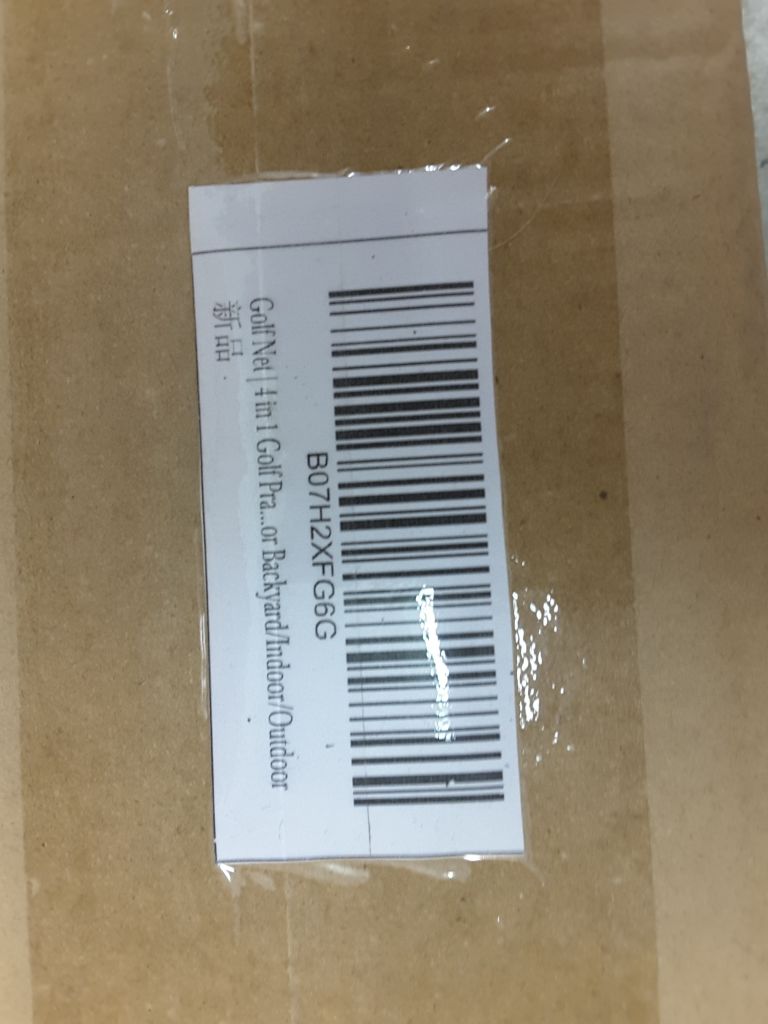 B07H2XFG6G
Golf Net | 4 in 1 Golf Pra...or Backyard/Indoor/Outdoor
新品